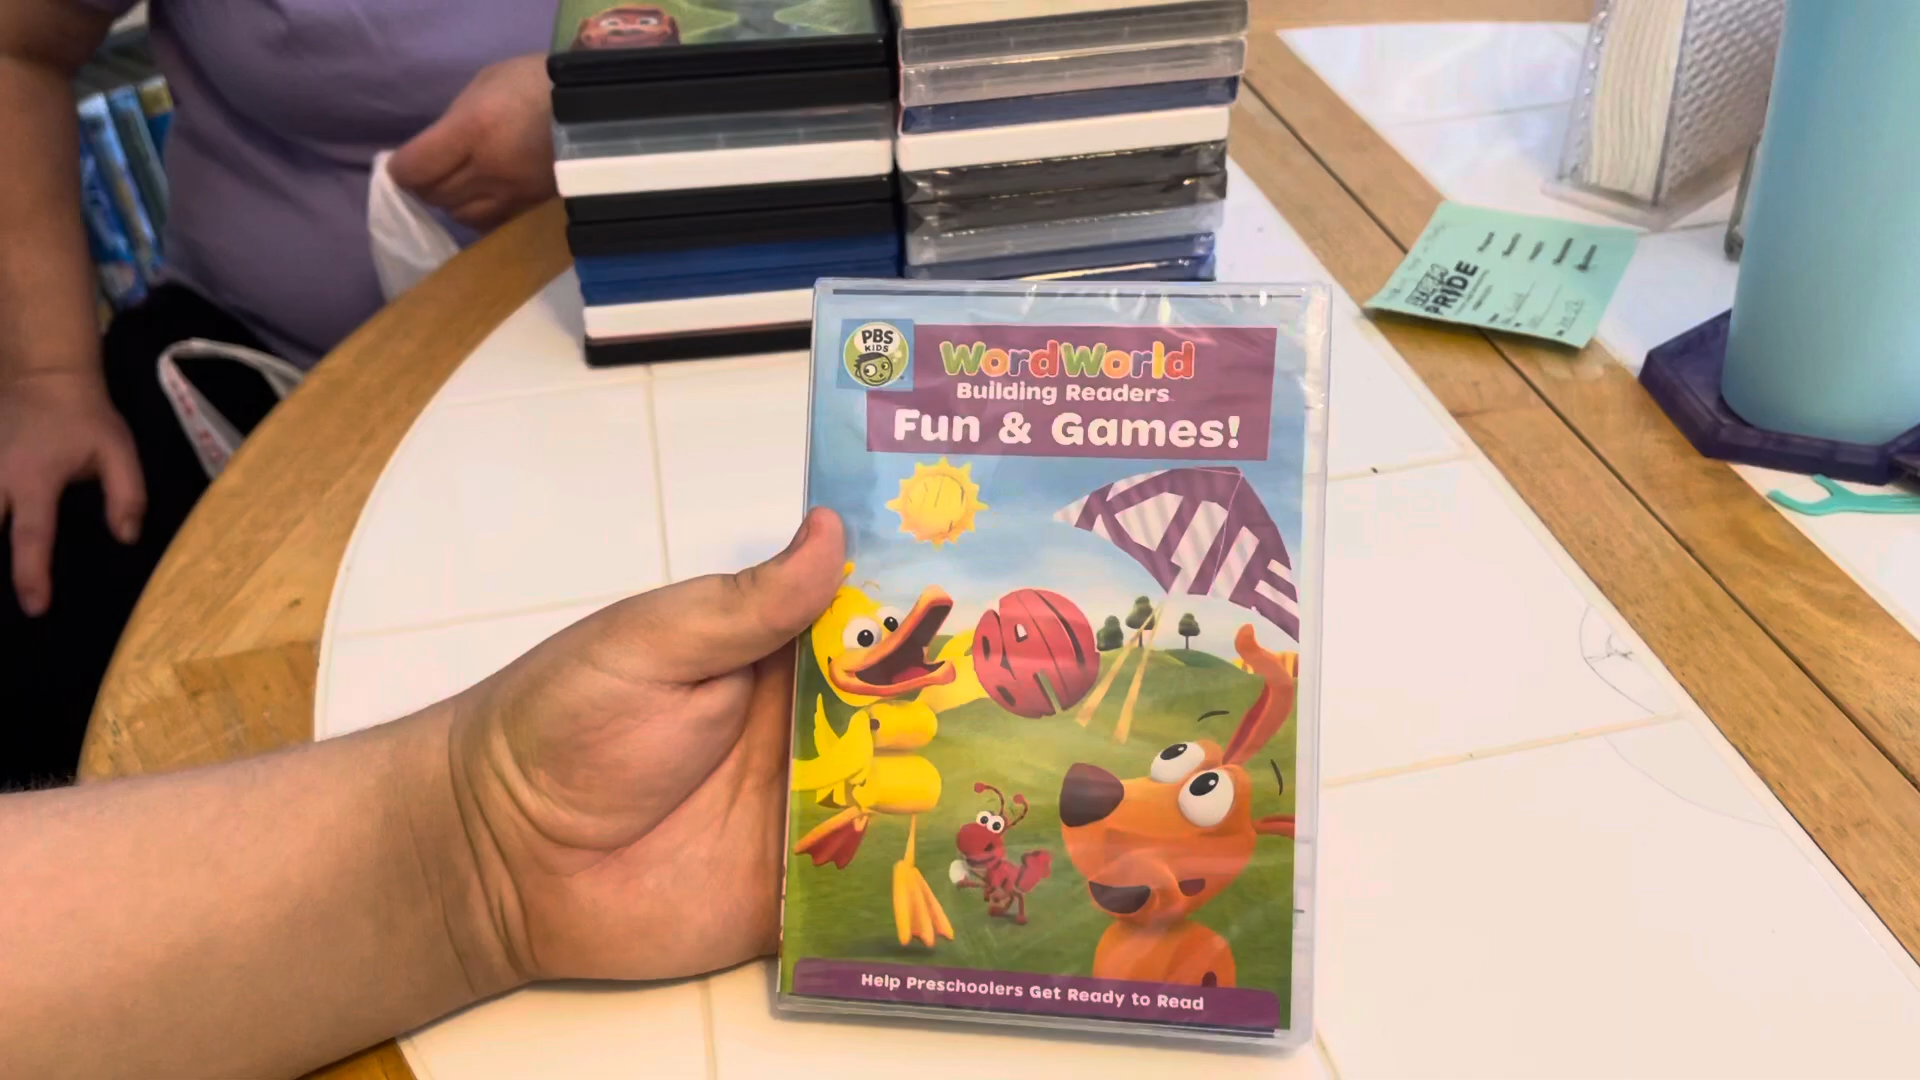 PBS
KIDS
WordWorld
Building Readers
Fun & Games!
KITE
BALL
Help Preschoolers Get Ready to Read
PRIDE